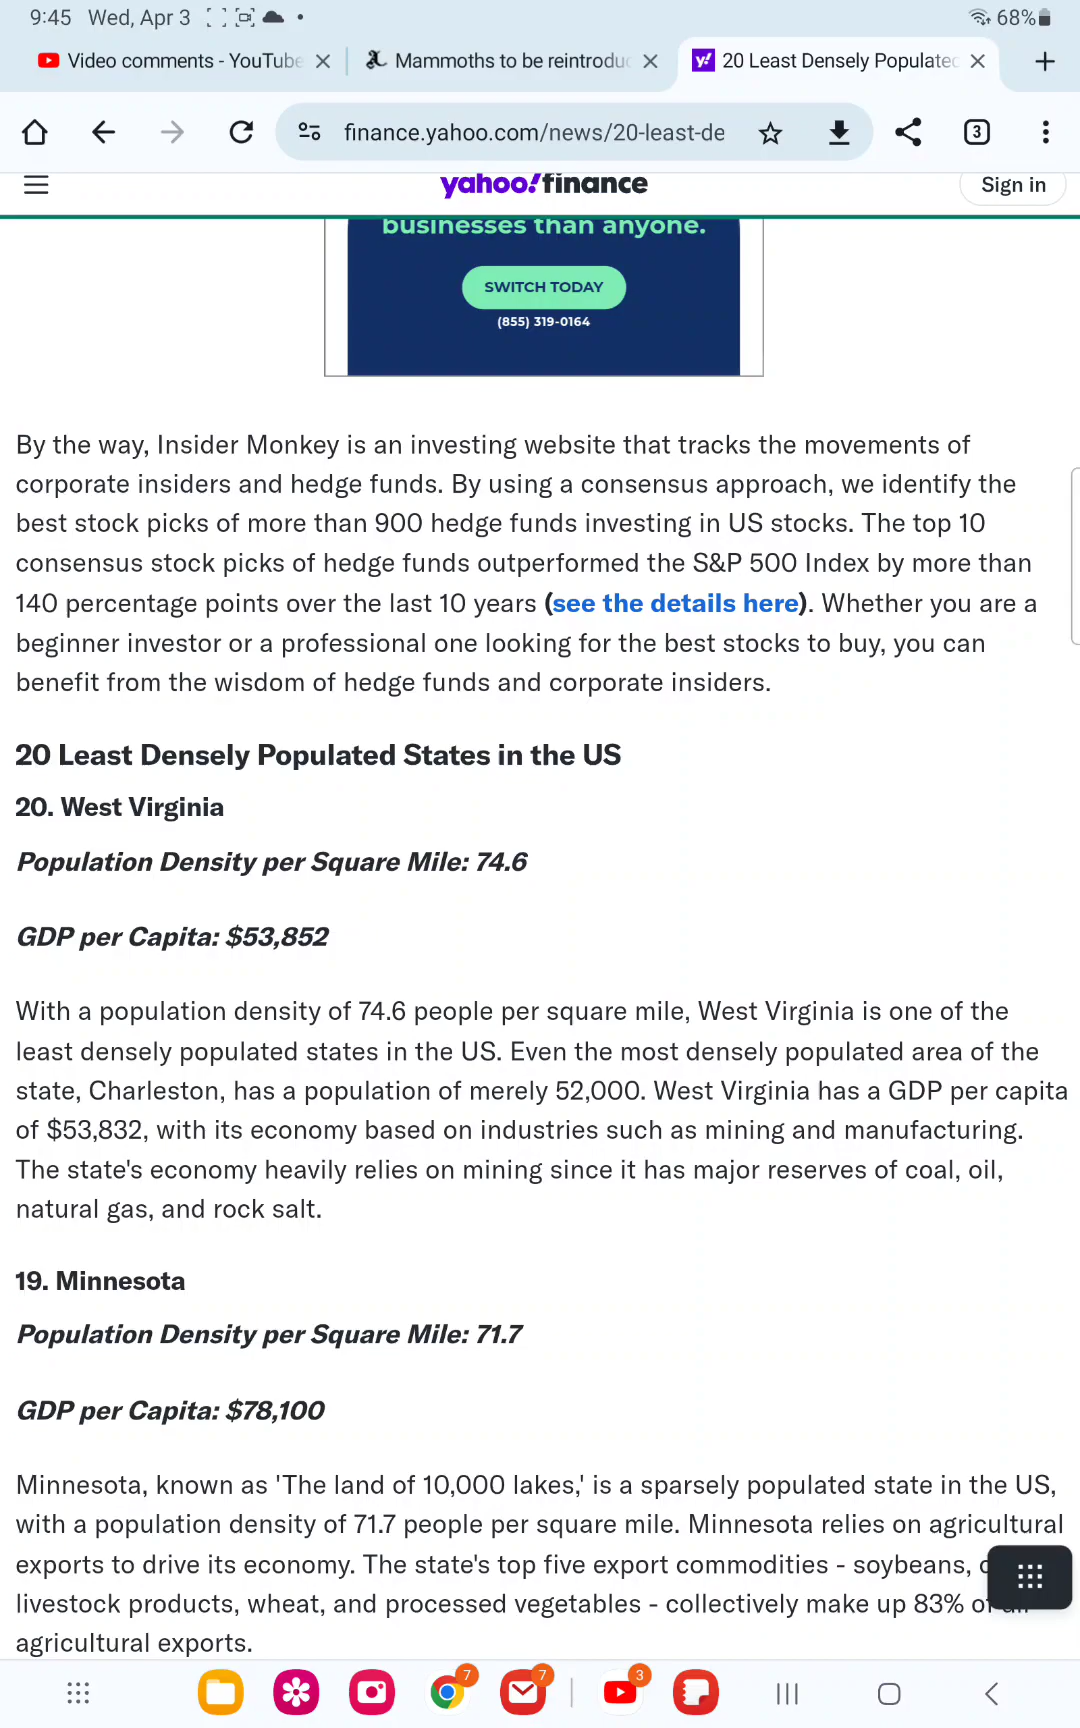 9:45 Wed, Apr 3
68%
Video comments - YouTube
Mammoths to be reintroduc
20 Least Densely Populated
finance.yahoo.com/news/20-least-de
3
yahoo!finance
Sign in
businesses than anyone.
SWITCH TODAY
(855) 319-0164
By the way, Insider Monkey is an investing website that tracks the movements of
corporate insiders and hedge funds. By using a consensus approach, we identify the
best stock picks of more than 900 hedge funds investing in US stocks. The top 10
consensus stock picks of hedge funds outperformed the S&P 500 Index by more than
140 percentage points over the last 10 years (see the details here). Whether you are a
beginner investor or a professional one looking for the best stocks to buy, you can
benefit from the wisdom of hedge funds and corporate insiders.
20 Least Densely Populated States in the US
20. West Virginia
Population Density per Square Mile: 74.6
GDP per Capita: $53,852
With a population density of 74.6 people per square mile, West Virginia is one of the
least densely populated states in the US. Even the most densely populated area of the
state, Charleston, has a population of merely 52,000. West Virginia has a GDP per capita
of $53,832, with its economy based on industries such as mining and manufacturing.
The state's economy heavily relies on mining since it has major reserves of coal, oil,
natural gas, and rock salt.
19. Minnesota
Population Density per Square Mile: 71.7
GDP per Capita: $78,100
Minnesota, known as 'The land of 10,000 lakes,' is a sparsely populated state in the US,
with a population density of 71.7 people per square mile. Minnesota relies on agricultural
exports to drive its economy. The state's top five export commodities - soybeans,
livestock products, wheat, and processed vegetables - collectively make up 83% of
agricultural exports.
7
7
3